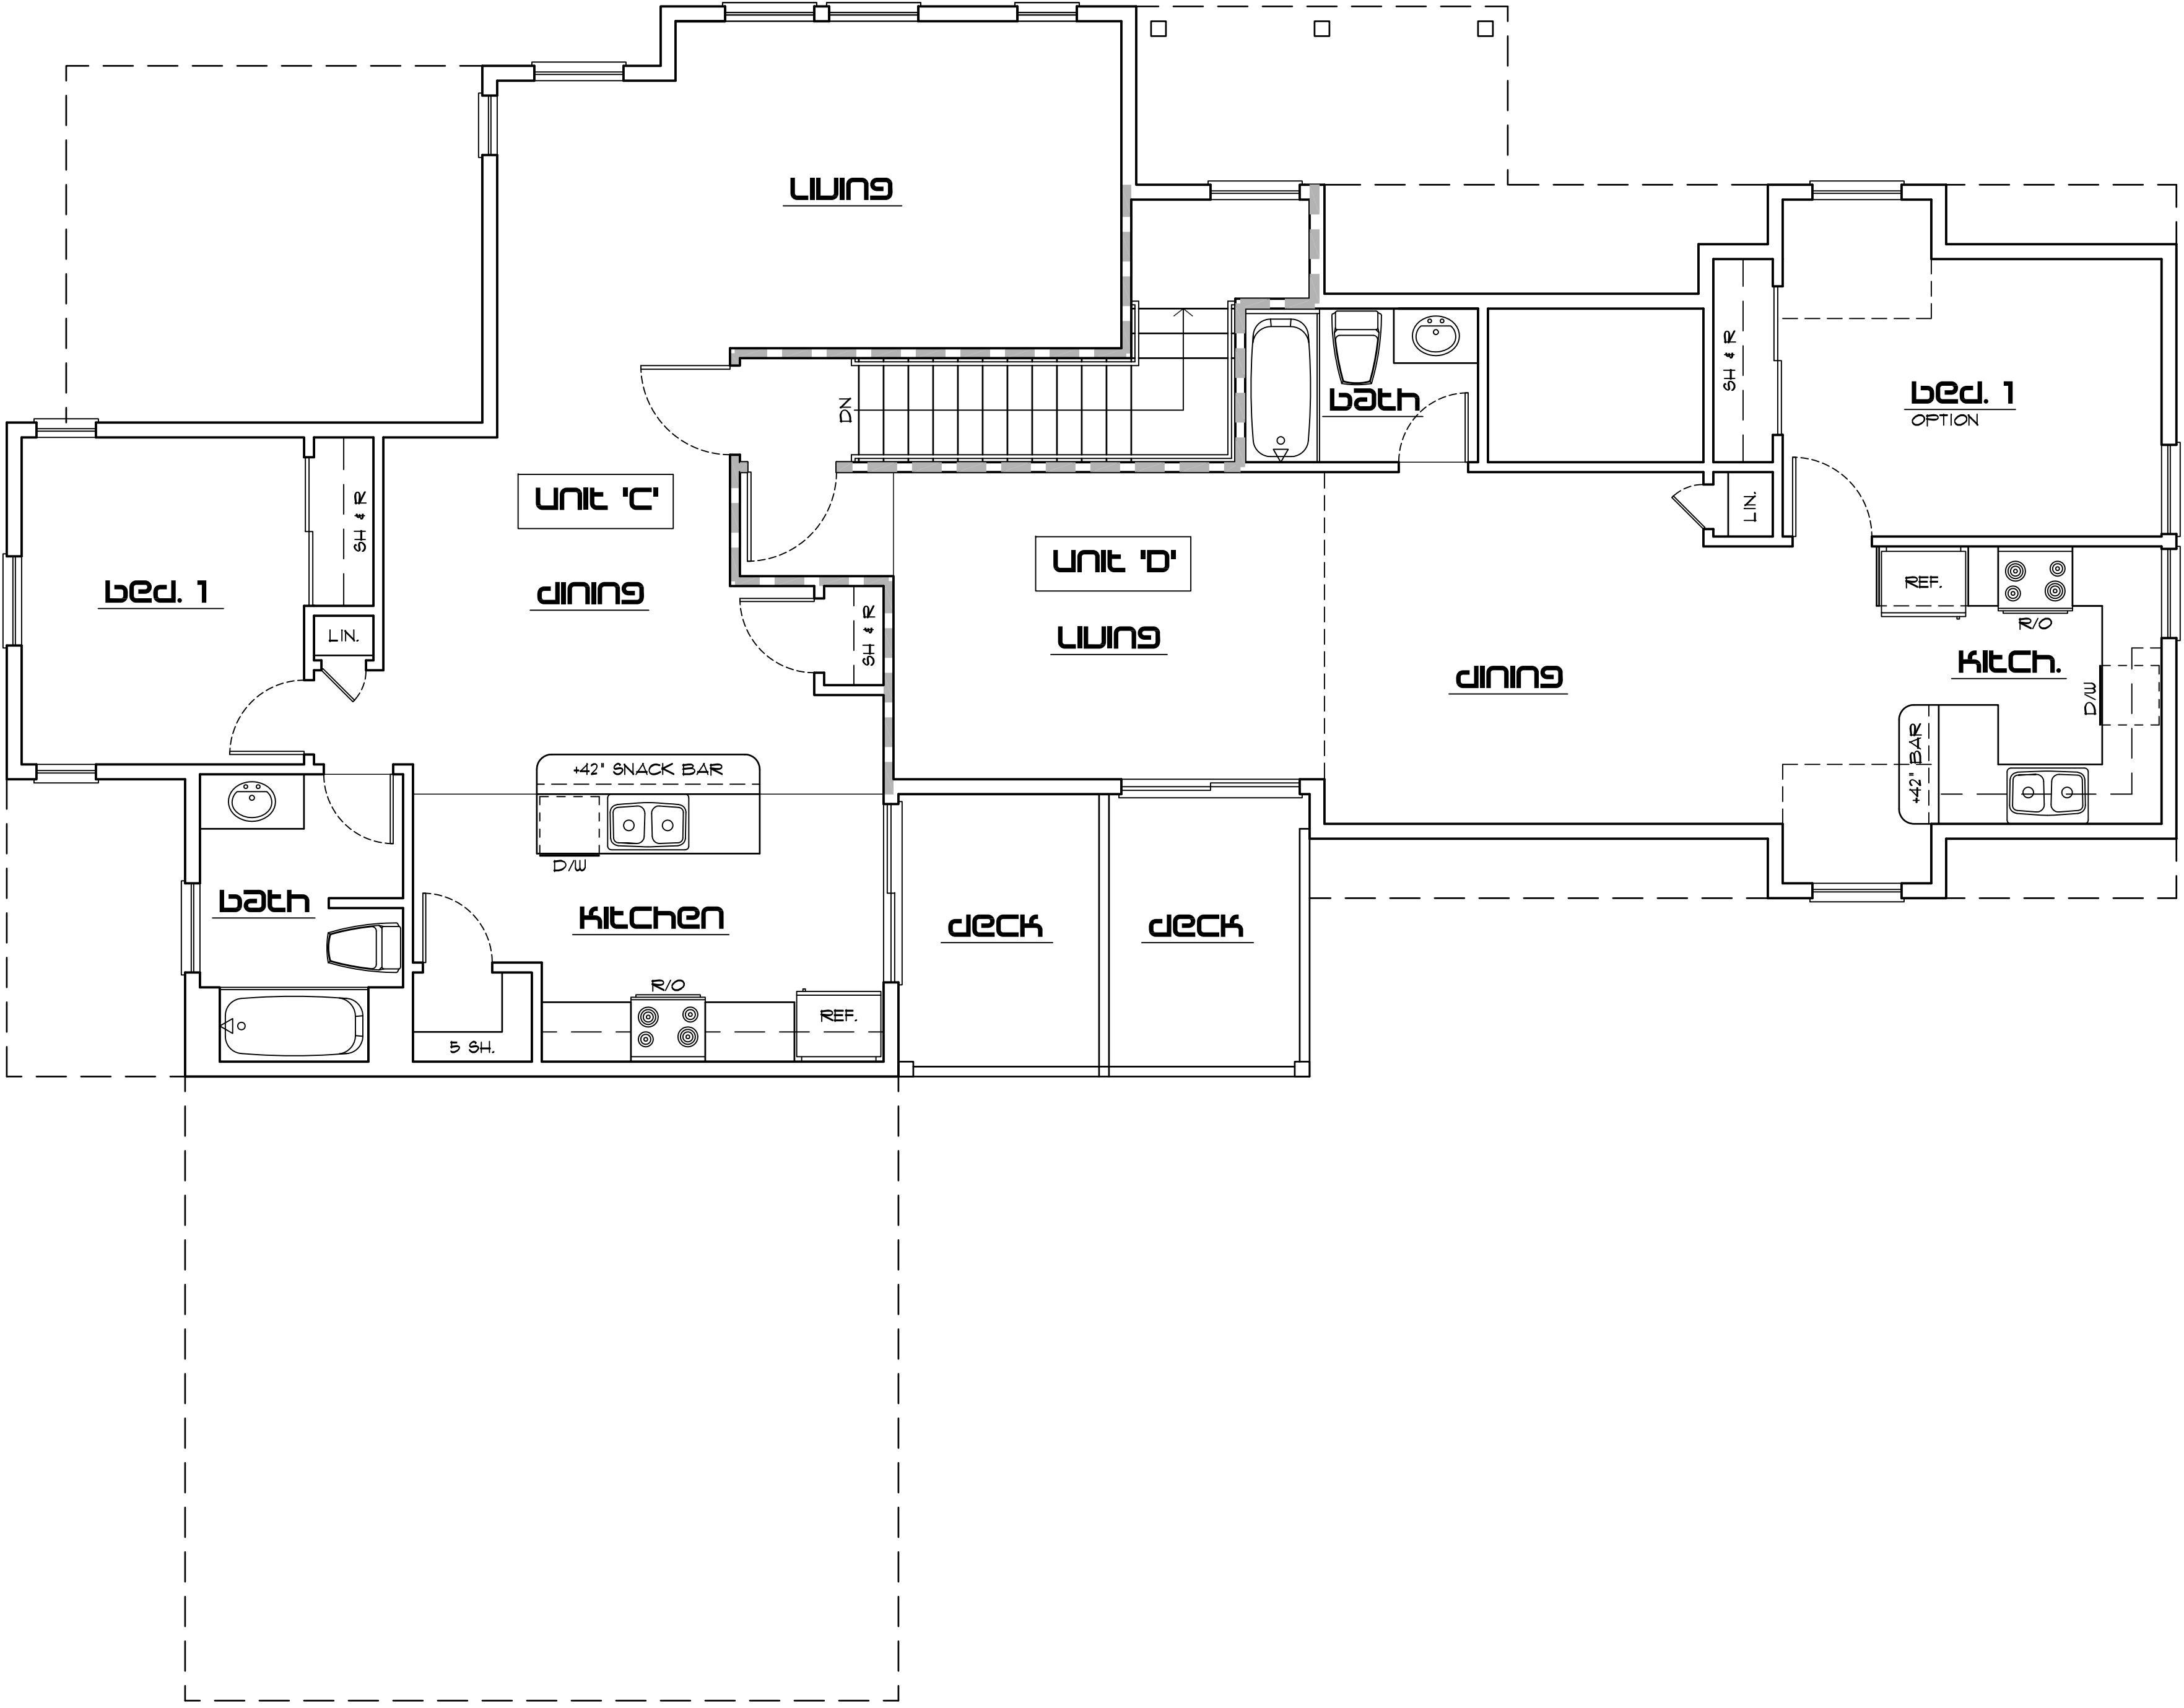 LIVING
SH & R
bed. 1
OPTION
bath
DN
UNIT 'C'
SH & R
LIN.
UNIT 'D'
REF.
bed. 1
dining
R/O
LIN.
SH & R
LIVING
KITCH.
dining
D/W
+42" BAR
+42" SNACK BAR
D/W
bath
KITCHEN
deck
deck
R/O
REF.
5 SH.